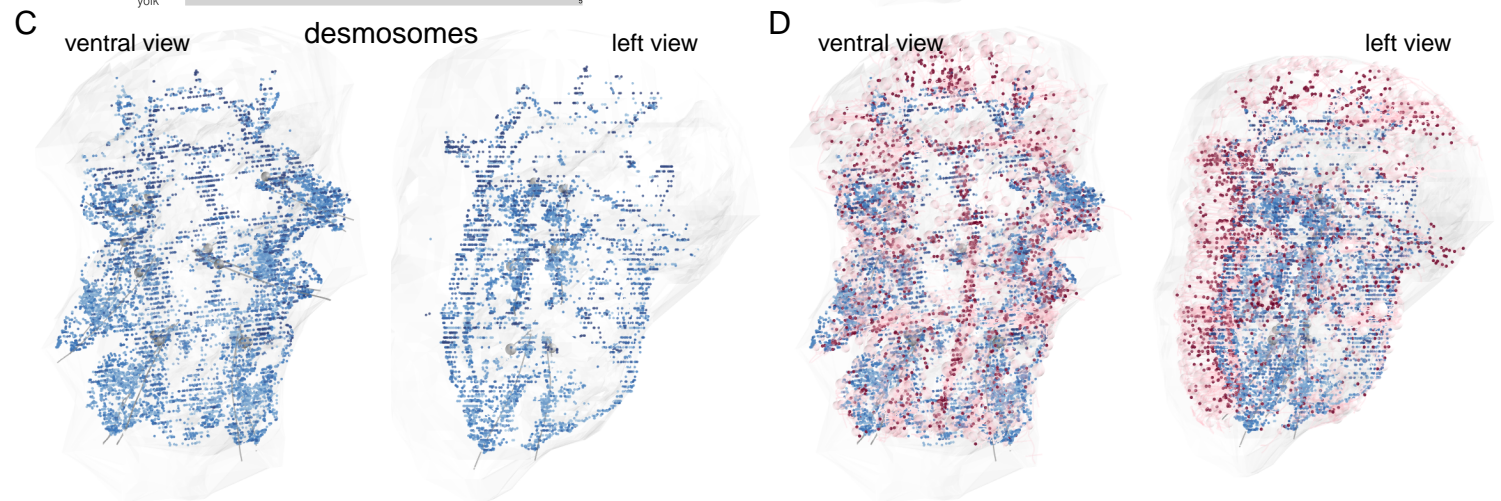 yolk
C
ventral view
desmosomes
left view
D
ventral view
left view